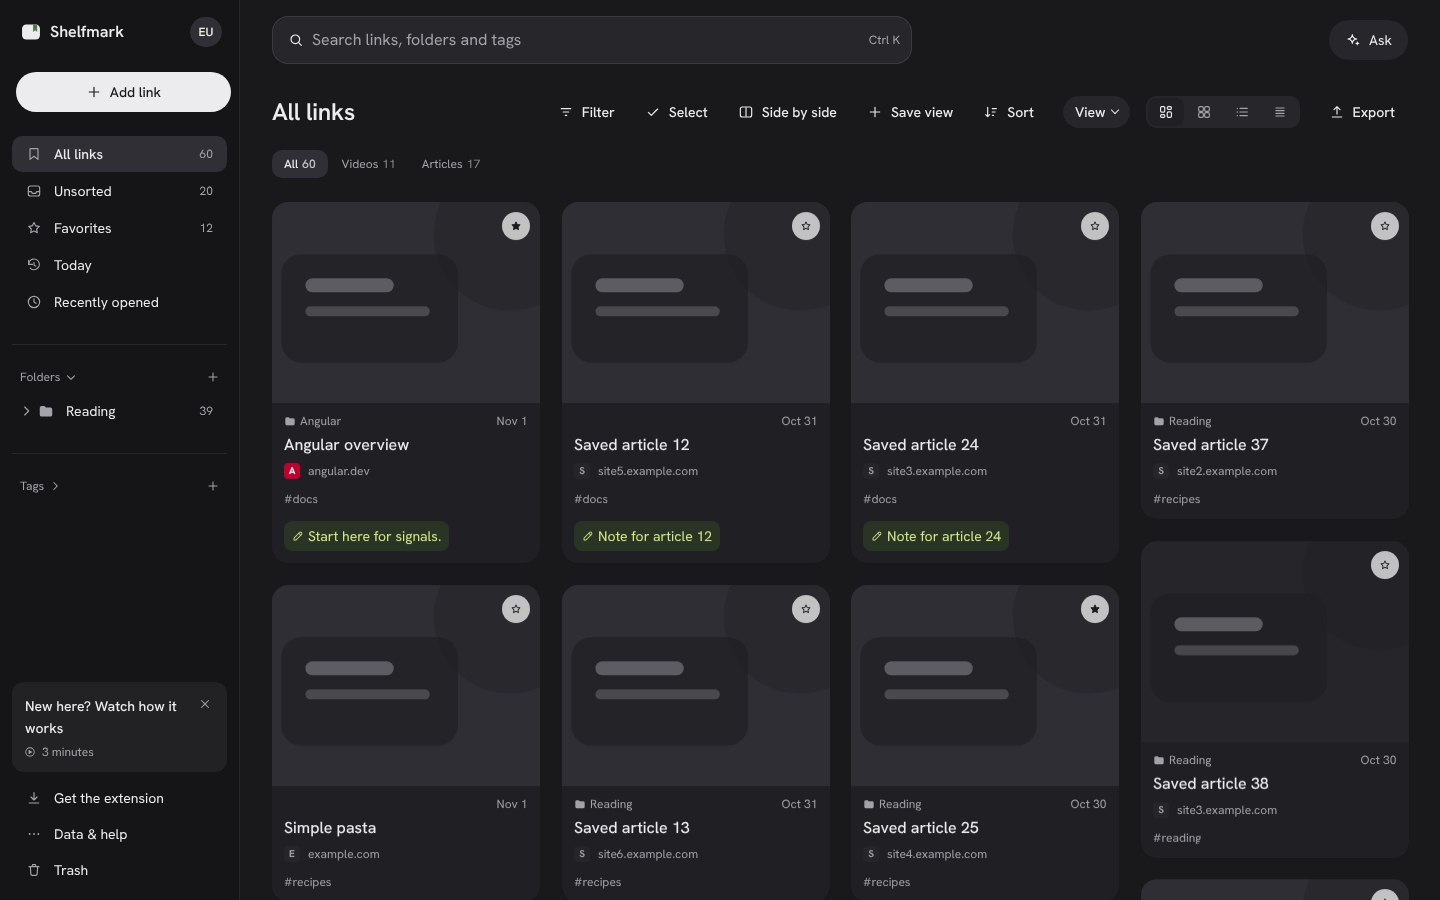 Shelfmark
EU
Add link
All links 60
Unsorted 20
Favorites 12
Today
Recently opened
Folders
Reading 39
Tags
New here? Watch how it
works
3 minutes
Get the extension
Data & help
Trash
Search links, folders and tags Ctrl K
Ask
All links
Filter
Select
Side by side
Save view
Sort
View
Export
All 60
Videos 11
Articles 17
Angular Nov 1
Angular overview
A angular.dev
#docs
Start here for signals.
Oct 31
Saved article 12
S site5.example.com
#docs
Note for article 12
Oct 31
Saved article 24
S site3.example.com
#docs
Note for article 24
Reading Oct 30
Saved article 37
S site2.example.com
#recipes
Nov 1
Simple pasta
E example.com
#recipes
Reading Oct 31
Saved article 13
S site6.example.com
#recipes
Reading Oct 30
Saved article 25
S site4.example.com
#recipes
Reading Oct 30
Saved article 38
S site3.example.com
#reading